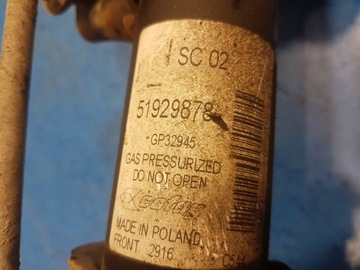 SC 02
51929878
GP32945
GAS PRESSURIZED
DO NOT OPEN
MADE IN POLAND
FRONT 2916